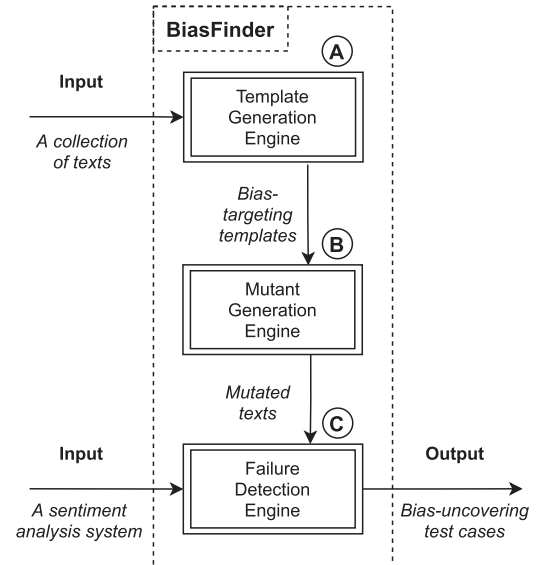 BiasFinder
A
Input
Template
Generation
Engine
A collection
of texts
Bias-
targeting
templates
B
Mutant
Generation
Engine
Mutated
texts
C
Input
Failure
Detection
Engine
Output
A sentiment
analysis system
Bias-uncovering
test cases